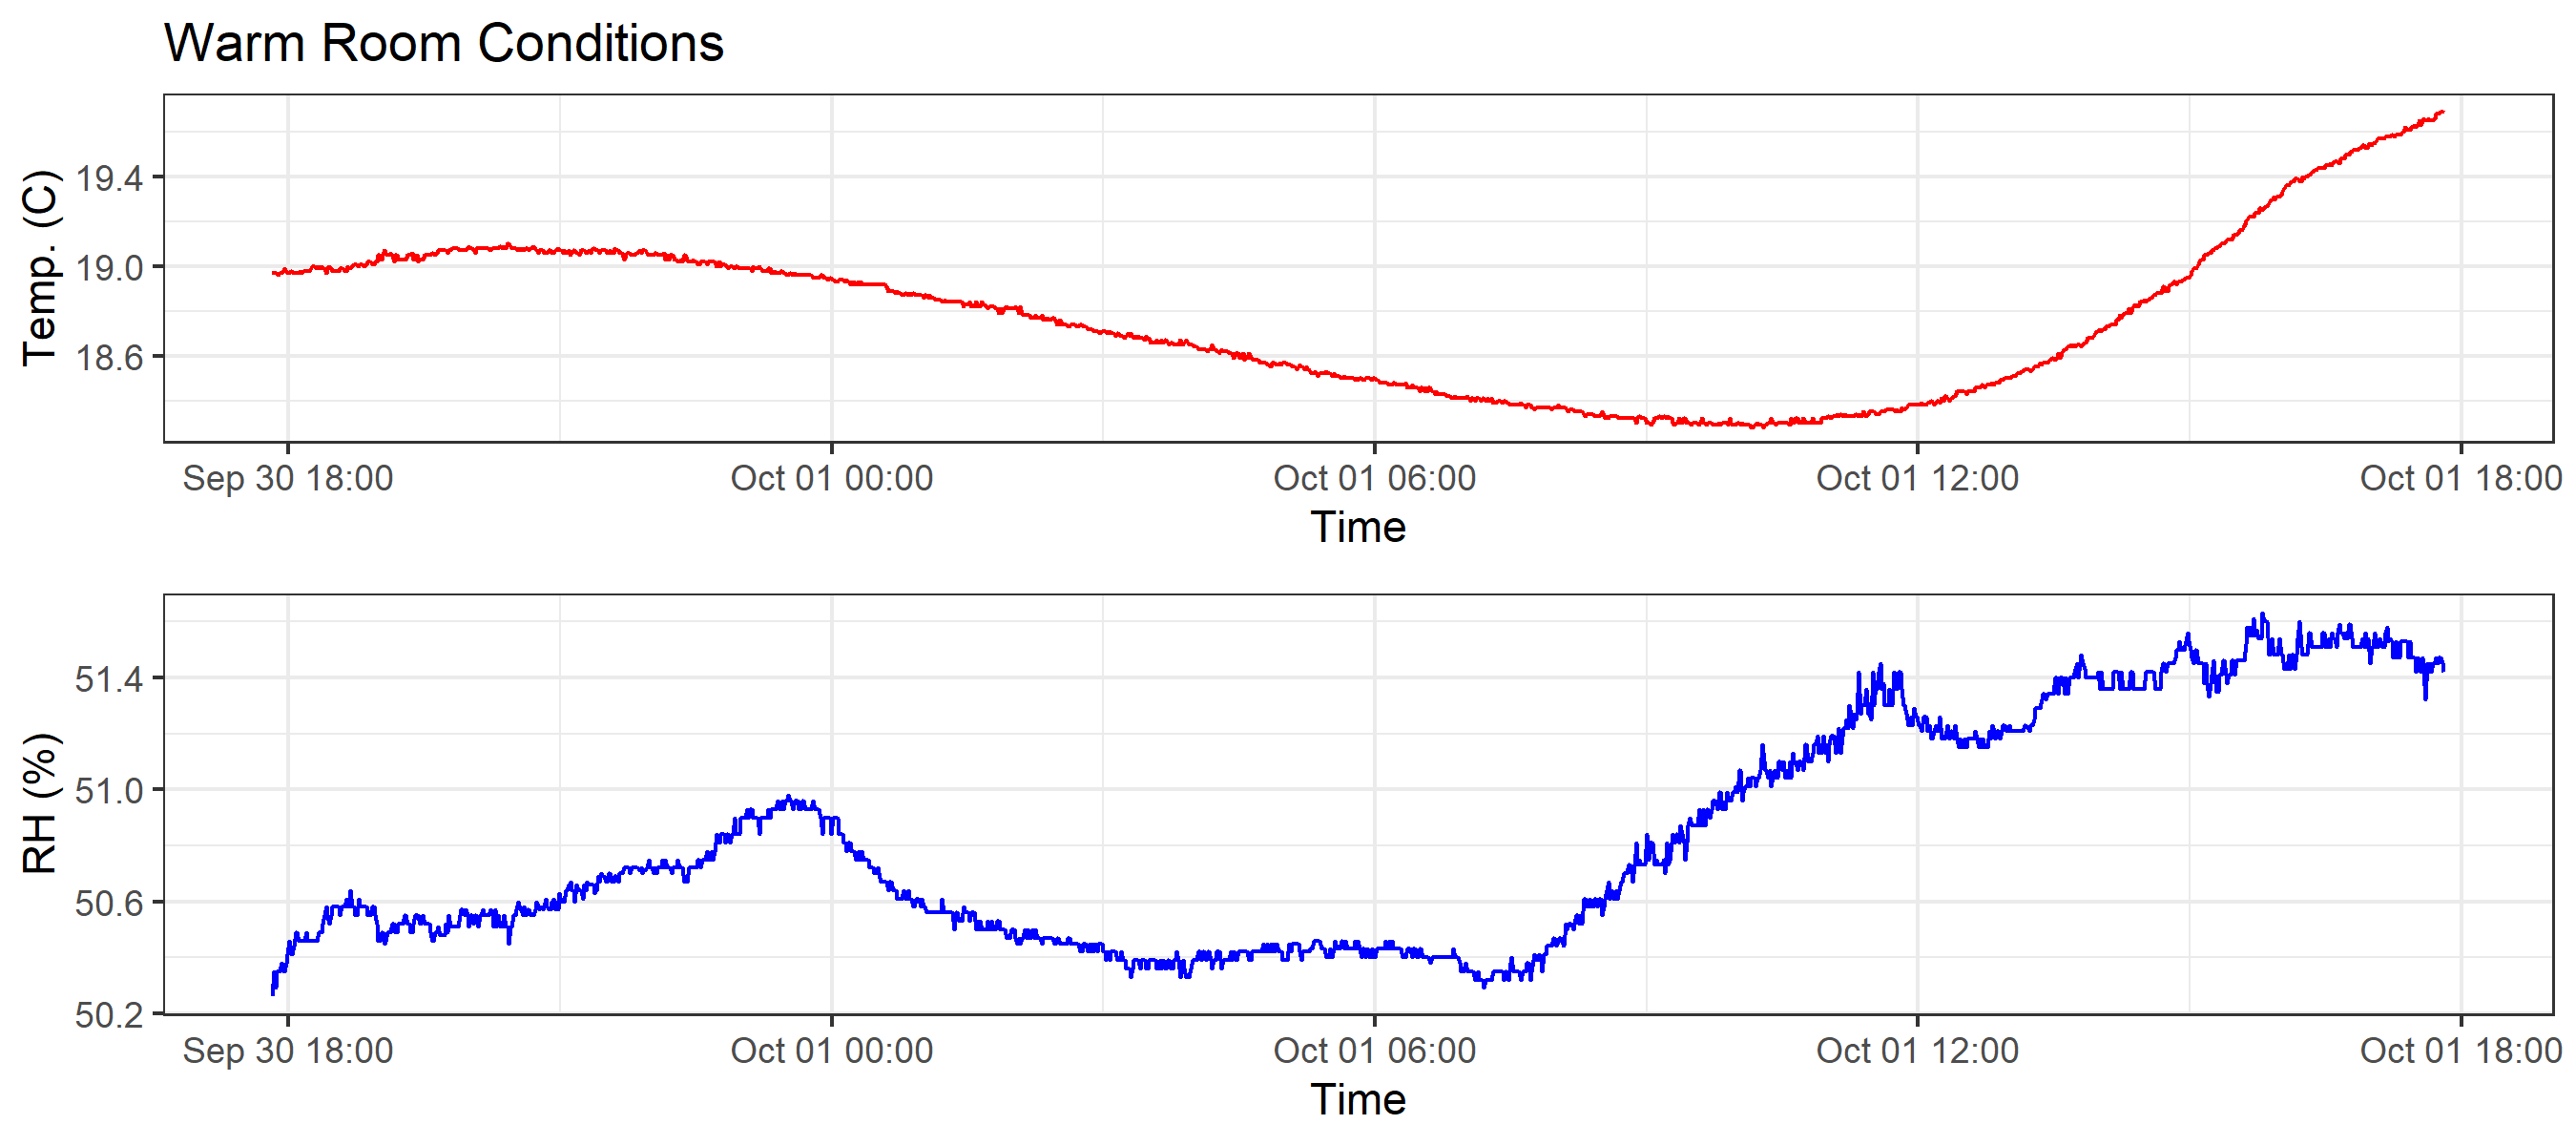 Warm Room Conditions
Temp. (C)
19.4
19.0
18.6
Sep 30 18:00 Oct 01 00:00 Oct 01 06:00 Oct 01 12:00 Oct 01 18:00
Time
RH (%)
51.4
51.0
50.6
50.2
Sep 30 18:00 Oct 01 00:00 Oct 01 06:00 Oct 01 12:00 Oct 01 18:00
Time